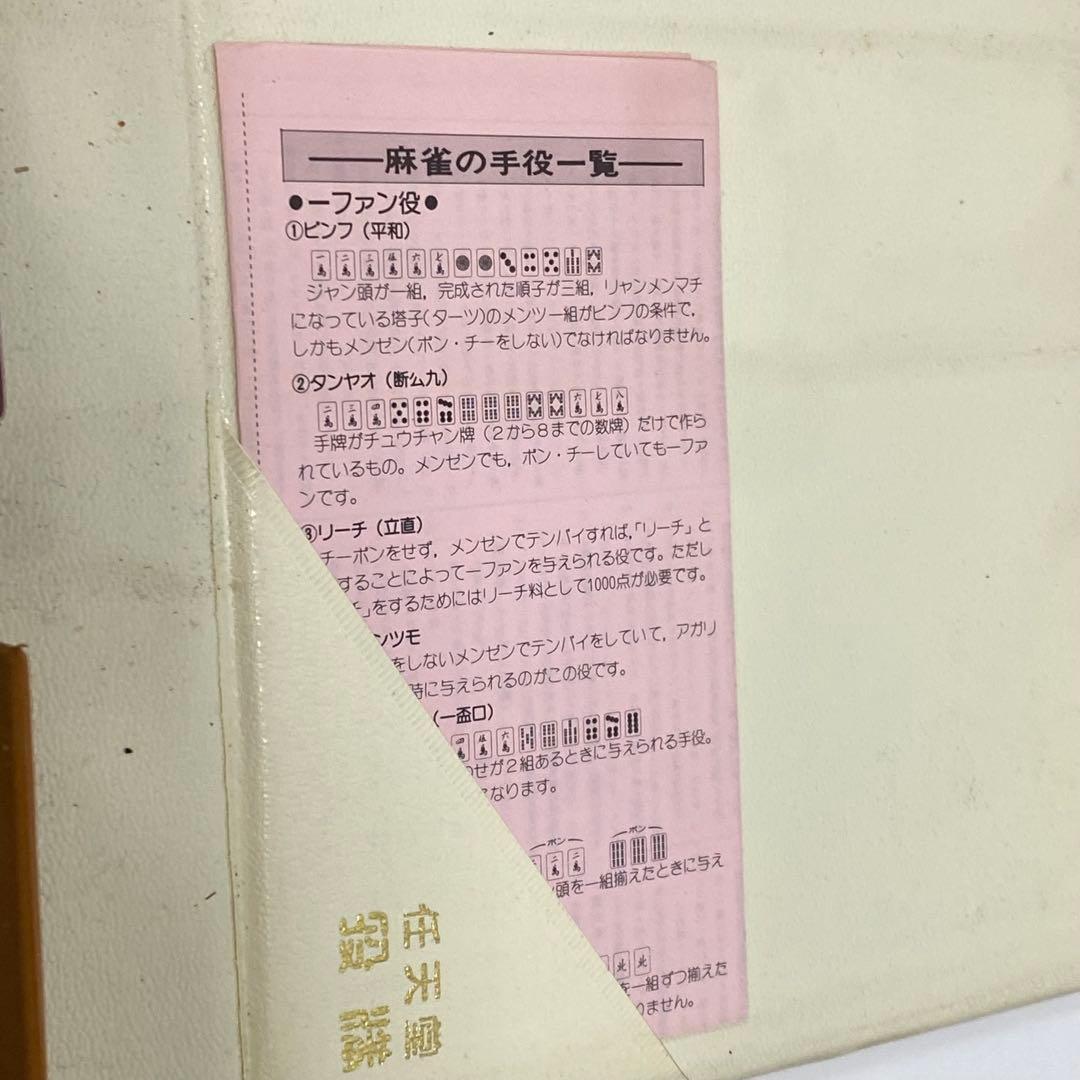 麻雀の手役一覧
●一ファン役●
①ピンフ（平和）
ジャン頭が一組，完成された順子が三組，リャンメンマチ
になっている塔子（ターツ）のメンツ一組がピンフの条件で，
しかもメンゼン（ポン・チーをしない）でなければなりません。
②タンヤオ（断么九）
手牌がチュウチャン牌（２から８までの数牌）だけで作ら
れているもの。メンゼンでも，ポン・チーしていても一ファ
ンです。
③リーチ（立直）
チーポンをせず，メンゼンでテンパイすれば，「リーチ」と
することによって一ファンを与えられる役です。ただし
」をするためにはリーチ料として1000点が必要です。
ンツモ
をしないメンゼンでテンパイをしていて，アガリ
時に与えられるのがこの役です。
（一盃口）
せが２組あるときに与えられる手役。
になります。
ポン
ポン
頭を一組揃えたときに与え
を一組ずつ揃えた
りません。
任天堂